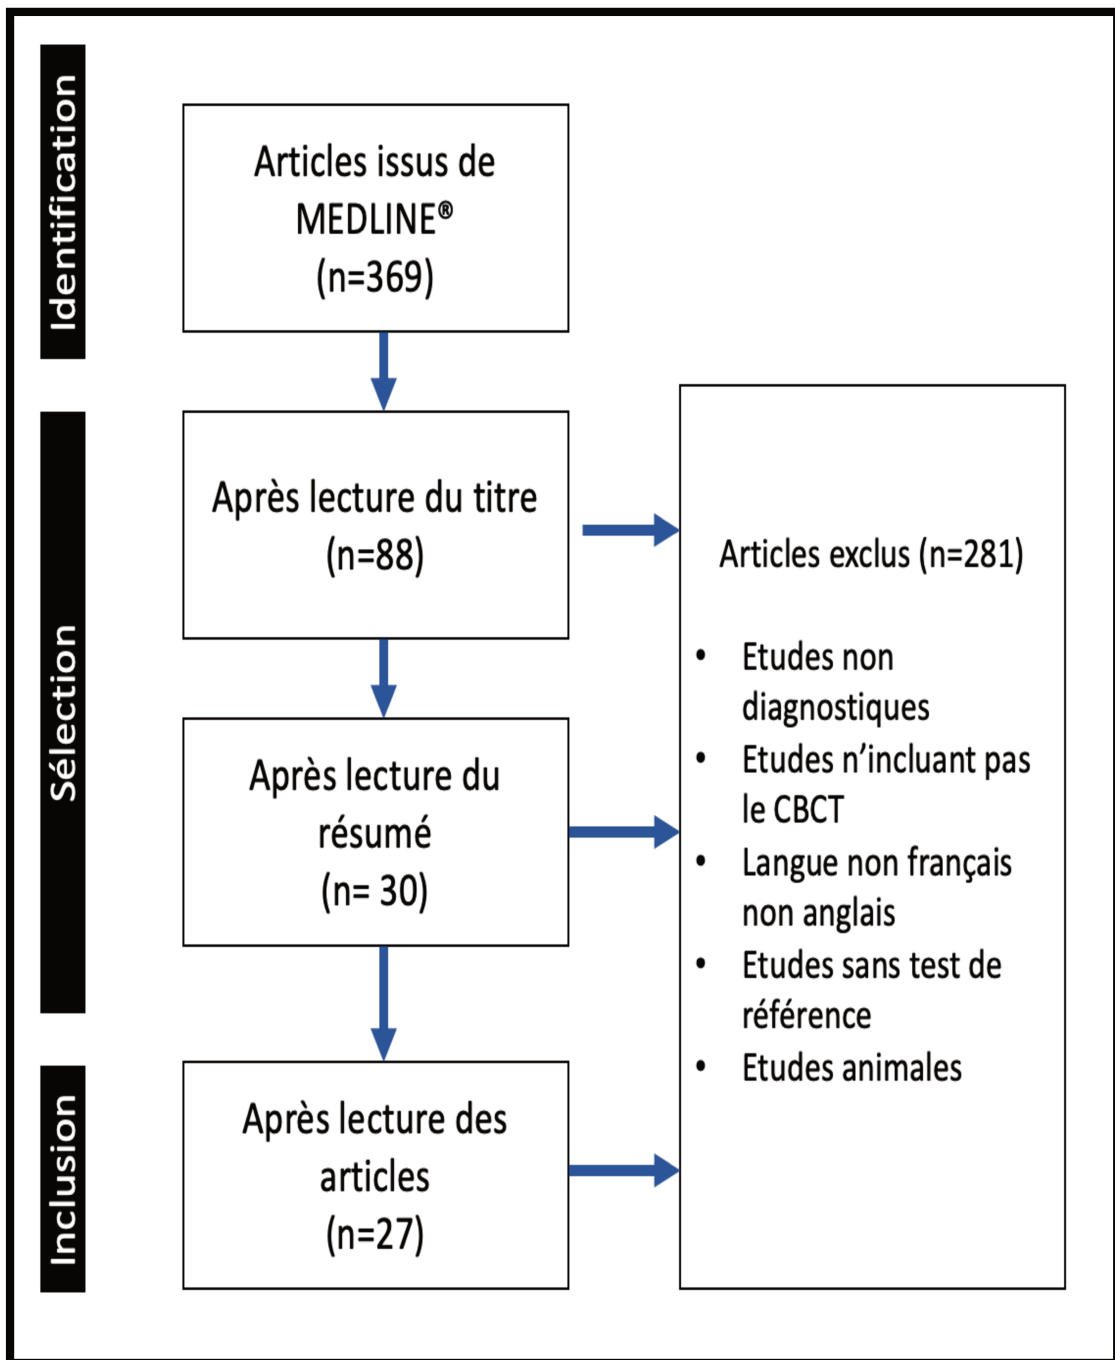 Identification
Articles issus de
MEDLINE®
(n=369)
Sélection
Après lecture du titre
(n=88)
Après lecture du
résumé
(n= 30)
Articles exclus (n=281)
• Etudes non
diagnostiques
• Etudes n’incluant pas
le CBCT
• Langue non français
non anglais
• Etudes sans test de
référence
• Etudes animales
Inclusion
Après lecture des
articles
(n=27)